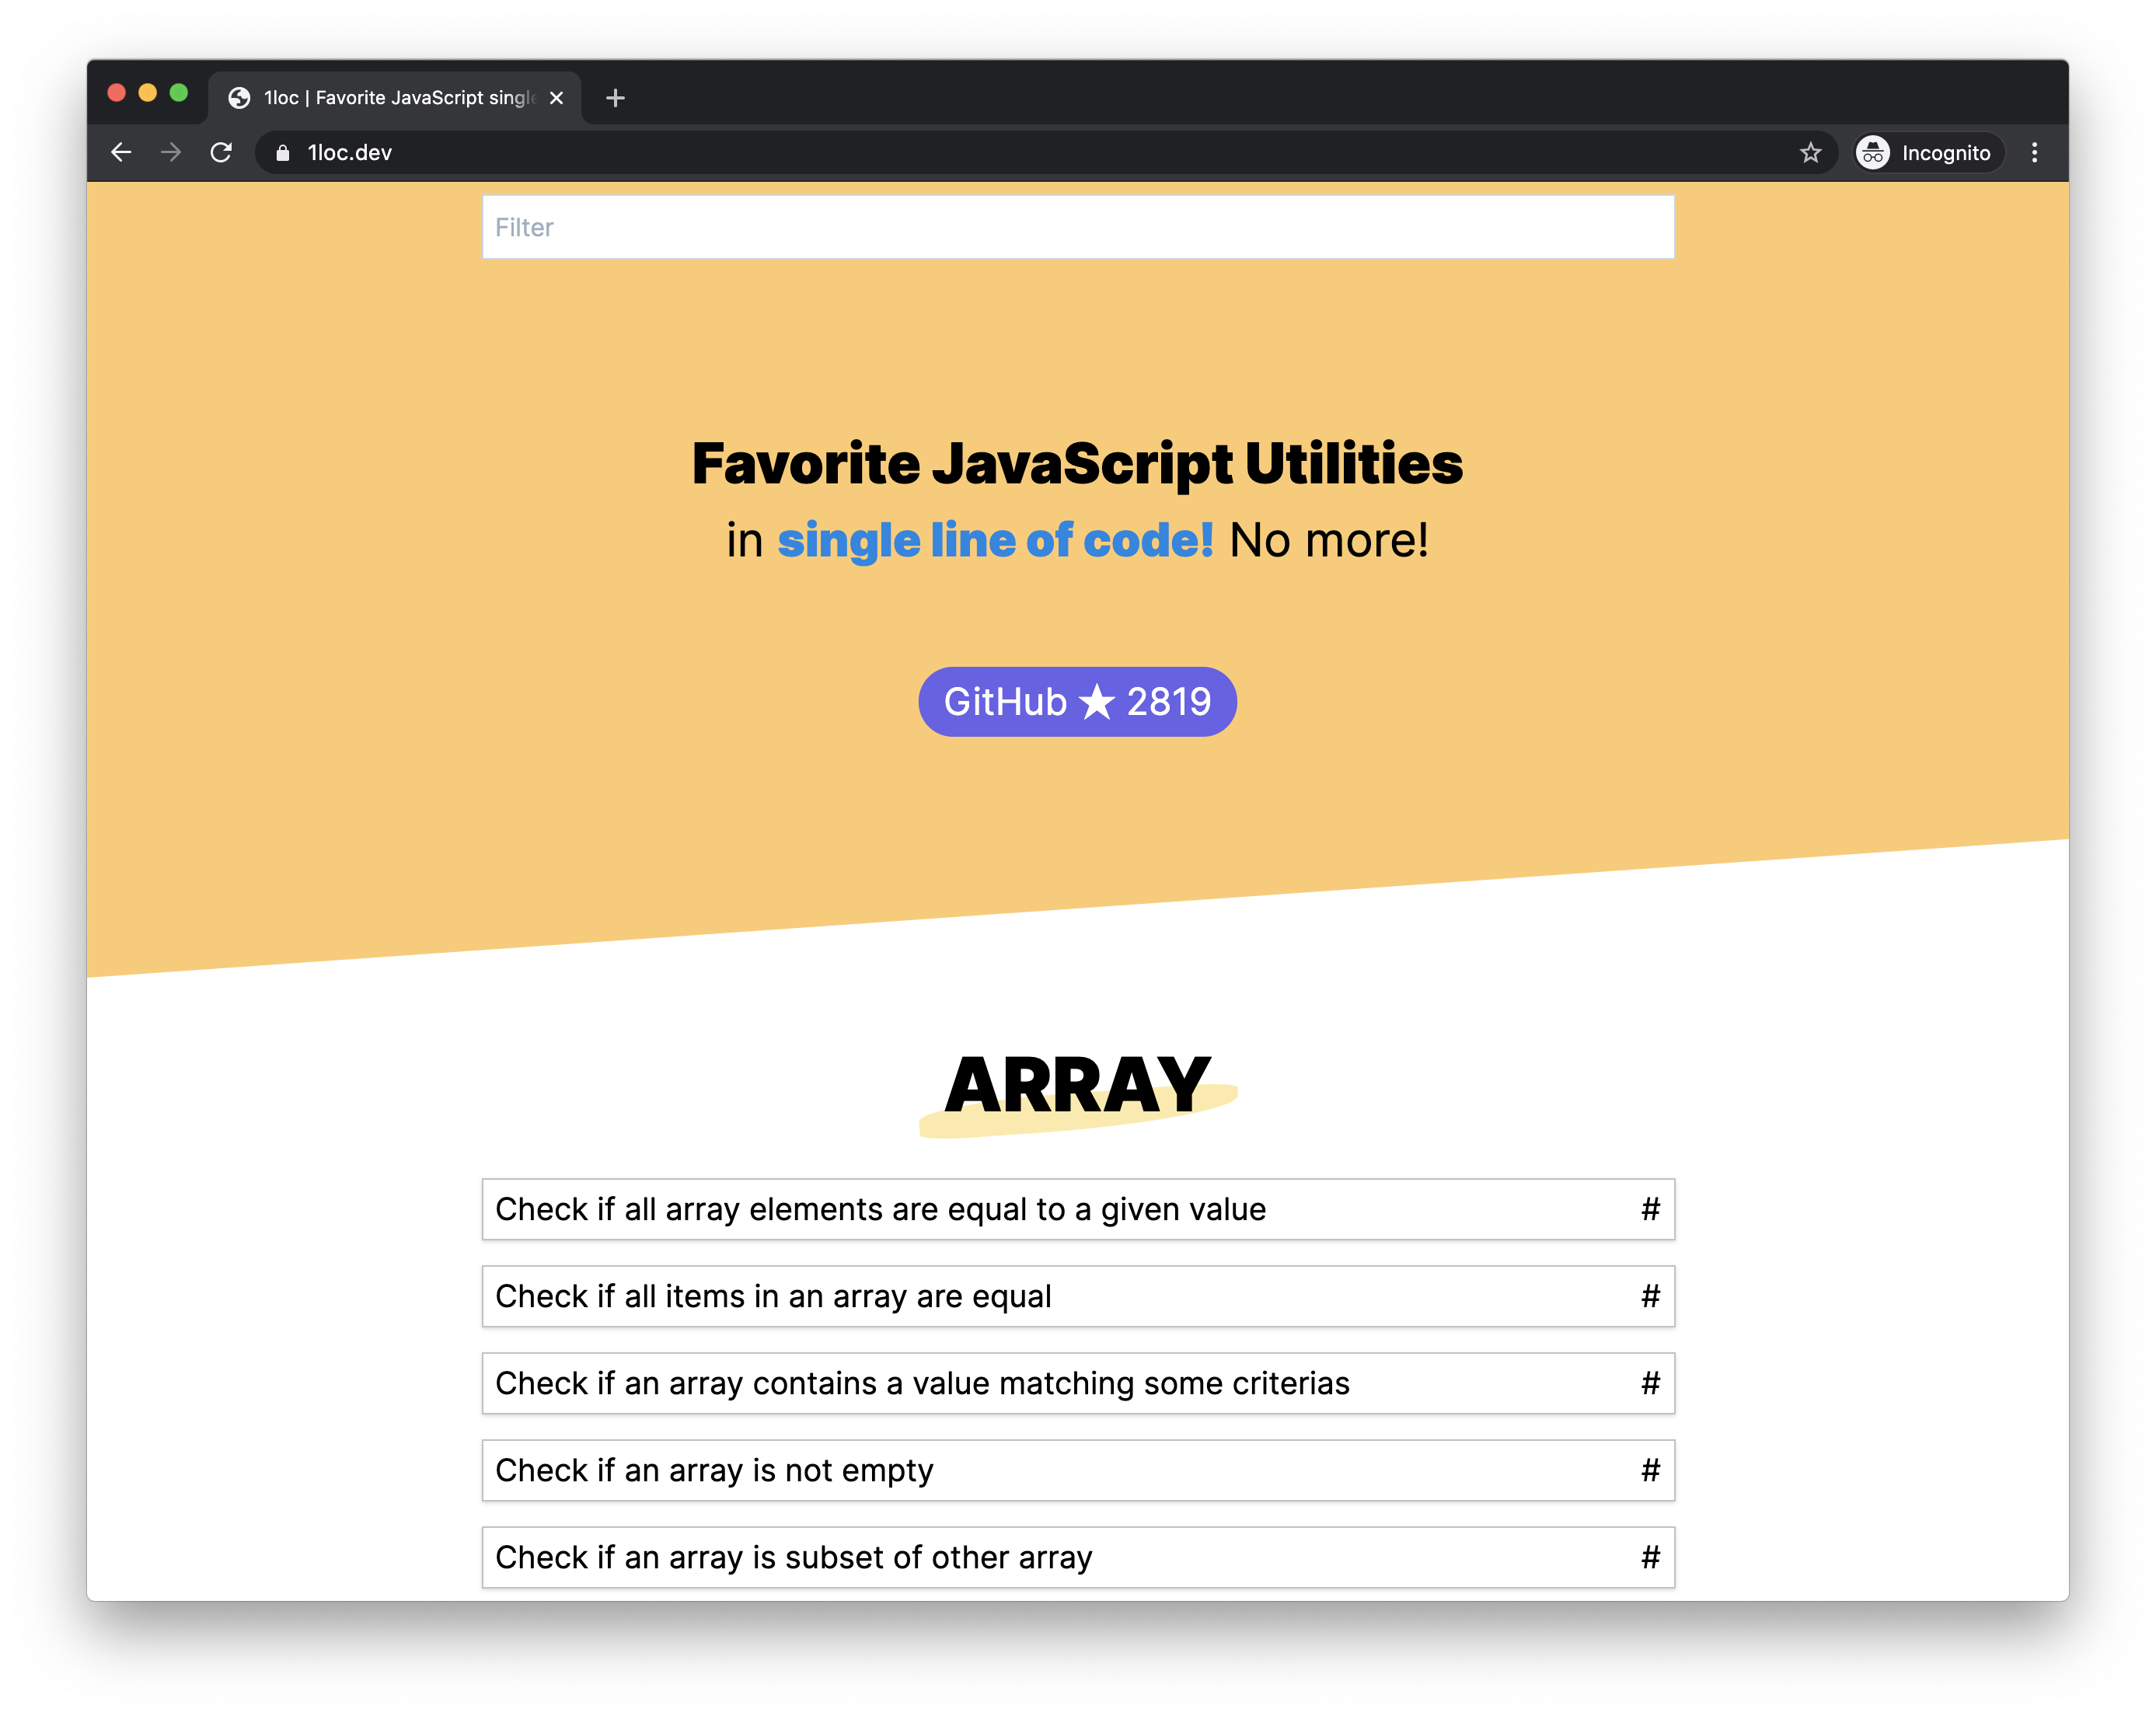 1loc | Favorite JavaScript single
1loc.dev
Incognito
Filter
Favorite JavaScript Utilities
in single line of code! No more!
GitHub ★ 2819
ARRAY
Check if all array elements are equal to a given value #
Check if all items in an array are equal #
Check if an array contains a value matching some criterias #
Check if an array is not empty #
Check if an array is subset of other array #